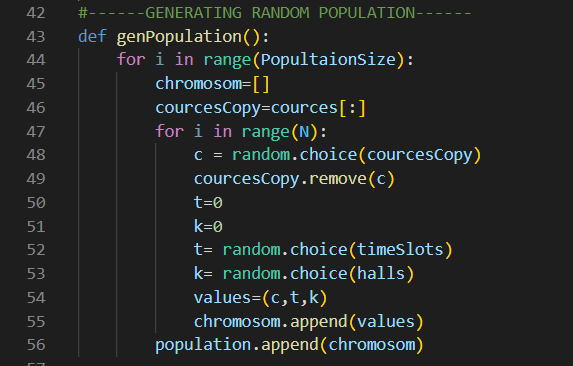 42 #------GENERATING RANDOM POPULATION------
43 def genPopulation():
44     for i in range(PopultaionSize):
45         chromosom=[]
46         courcesCopy=cources[:]
47         for i in range(N):
48             c = random.choice(courcesCopy)
49             courcesCopy.remove(c)
50             t=0
51             k=0
52             t= random.choice(timeSlots)
53             k= random.choice(halls)
54             values=(c,t,k)
55             chromosom.append(values)
56         population.append(chromosom)